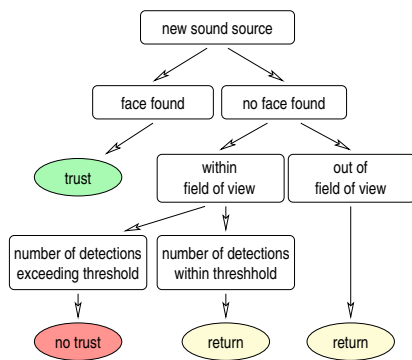 new sound source
face found
no face found
trust
within
field of view
out of
field of view
number of detections
exceeding threshold
number of detections
within threshhold
no trust
return
return